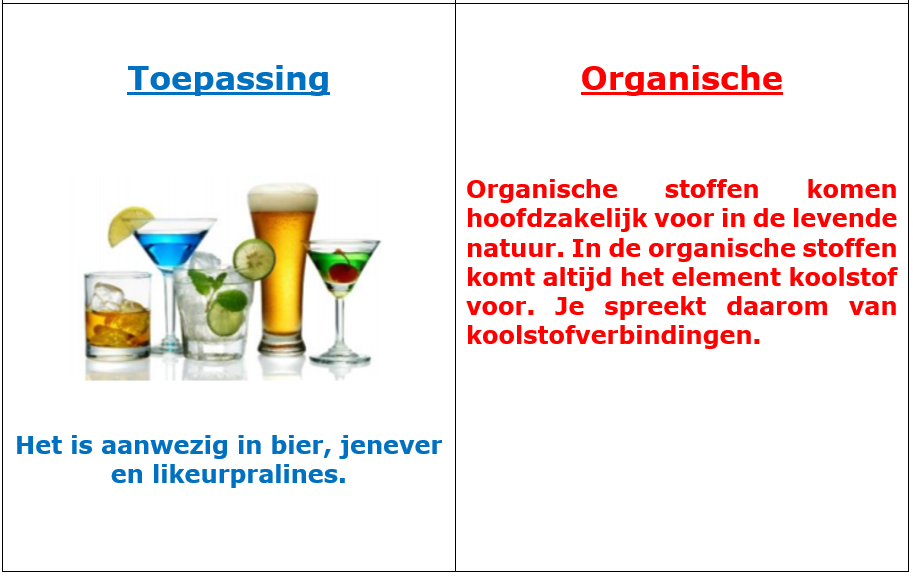 Toepassing
Het is aanwezig in bier, jenever
en likeurpralines.
Organische
Organische stoffen komen
hoofdzakelijk voor in de levende
natuur. In de organische stoffen
komt altijd het element koolstof
voor. Je spreekt daarom van
koolstofverbindingen.